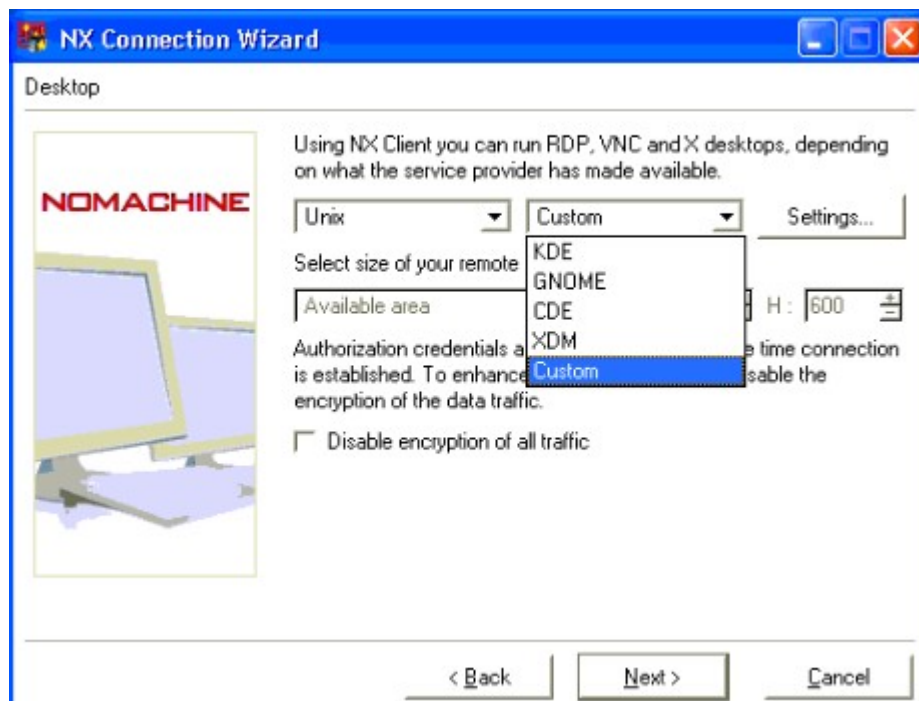 NX Connection Wizard
Desktop
NOMACHINE
Using NX Client you can run RDP, VNC and X desktops, depending
on what the service provider has made available.
Unix Custom Settings...
KDE
GNOME
CDE
XDM
Custom
Select size of your remote
Available area H: 600
Authorization credentials a e time connection
is established. To enhance sable the
encryption of the data traffic.
Disable encryption of all traffic
< Back Next > Cancel